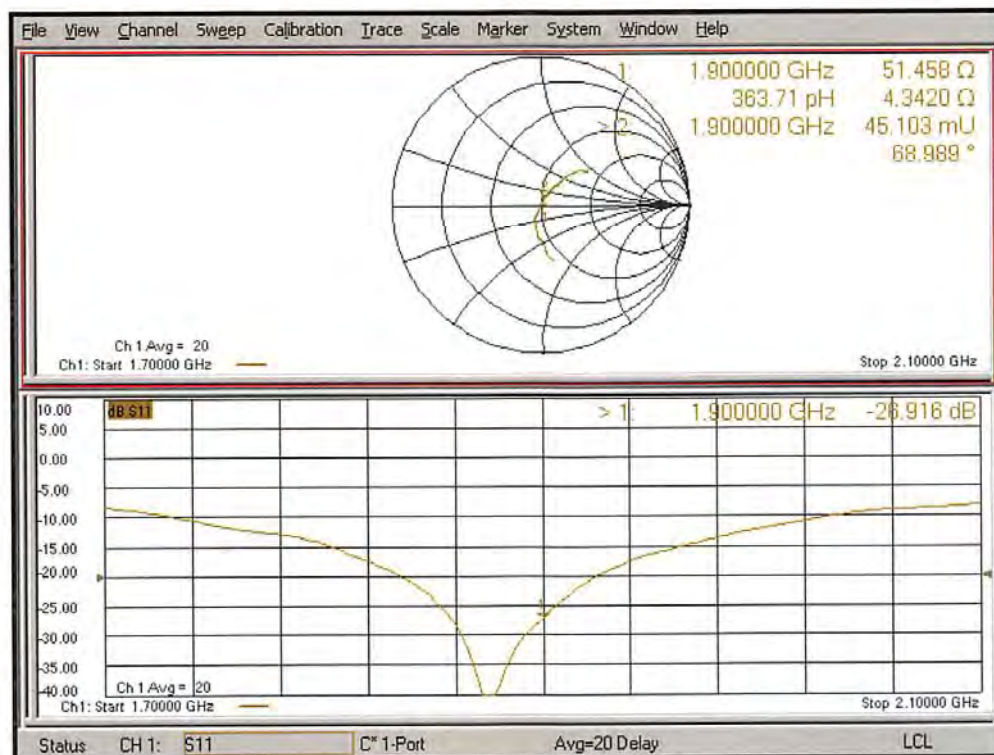 File View Channel Sweep Calibration Trace Scale Marker System Window Help
1: 1.900000 GHz 51.458 Ω
363.71 pH 4.3420 Ω
> 2: 1.900000 GHz 45.103 mU
68.989 °
Ch 1 Avg = 20
Ch1: Start 1.70000 GHz
Stop 2.10000 GHz
10.00
dB S11
> 1: 1.900000 GHz -26.916 dB
5.00
0.00
-5.00
-10.00
-15.00
-20.00
-25.00
1
-30.00
-35.00
-40.00
Ch 1 Avg = 20
Ch1: Start 1.70000 GHz
Stop 2.10000 GHz
Status CH 1: S11 C* 1-Port Avg=20 Delay LCL